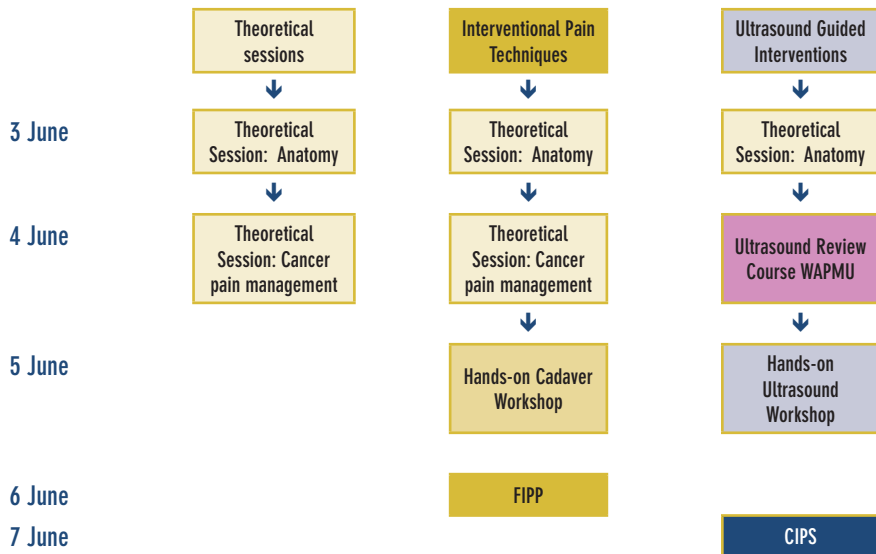 Theoretical
sessions
Interventional Pain
Techniques
Ultrasound Guided
Interventions
3 June
Theoretical
Session: Anatomy
Theoretical
Session: Anatomy
Theoretical
Session: Anatomy
4 June
Theoretical
Session: Cancer
pain management
Theoretical
Session: Cancer
pain management
Ultrasound Review
Course WAPMU
5 June
Hands-on Cadaver
Workshop
Hands-on
Ultrasound
Workshop
6 June
FIPP
7 June
CIPS